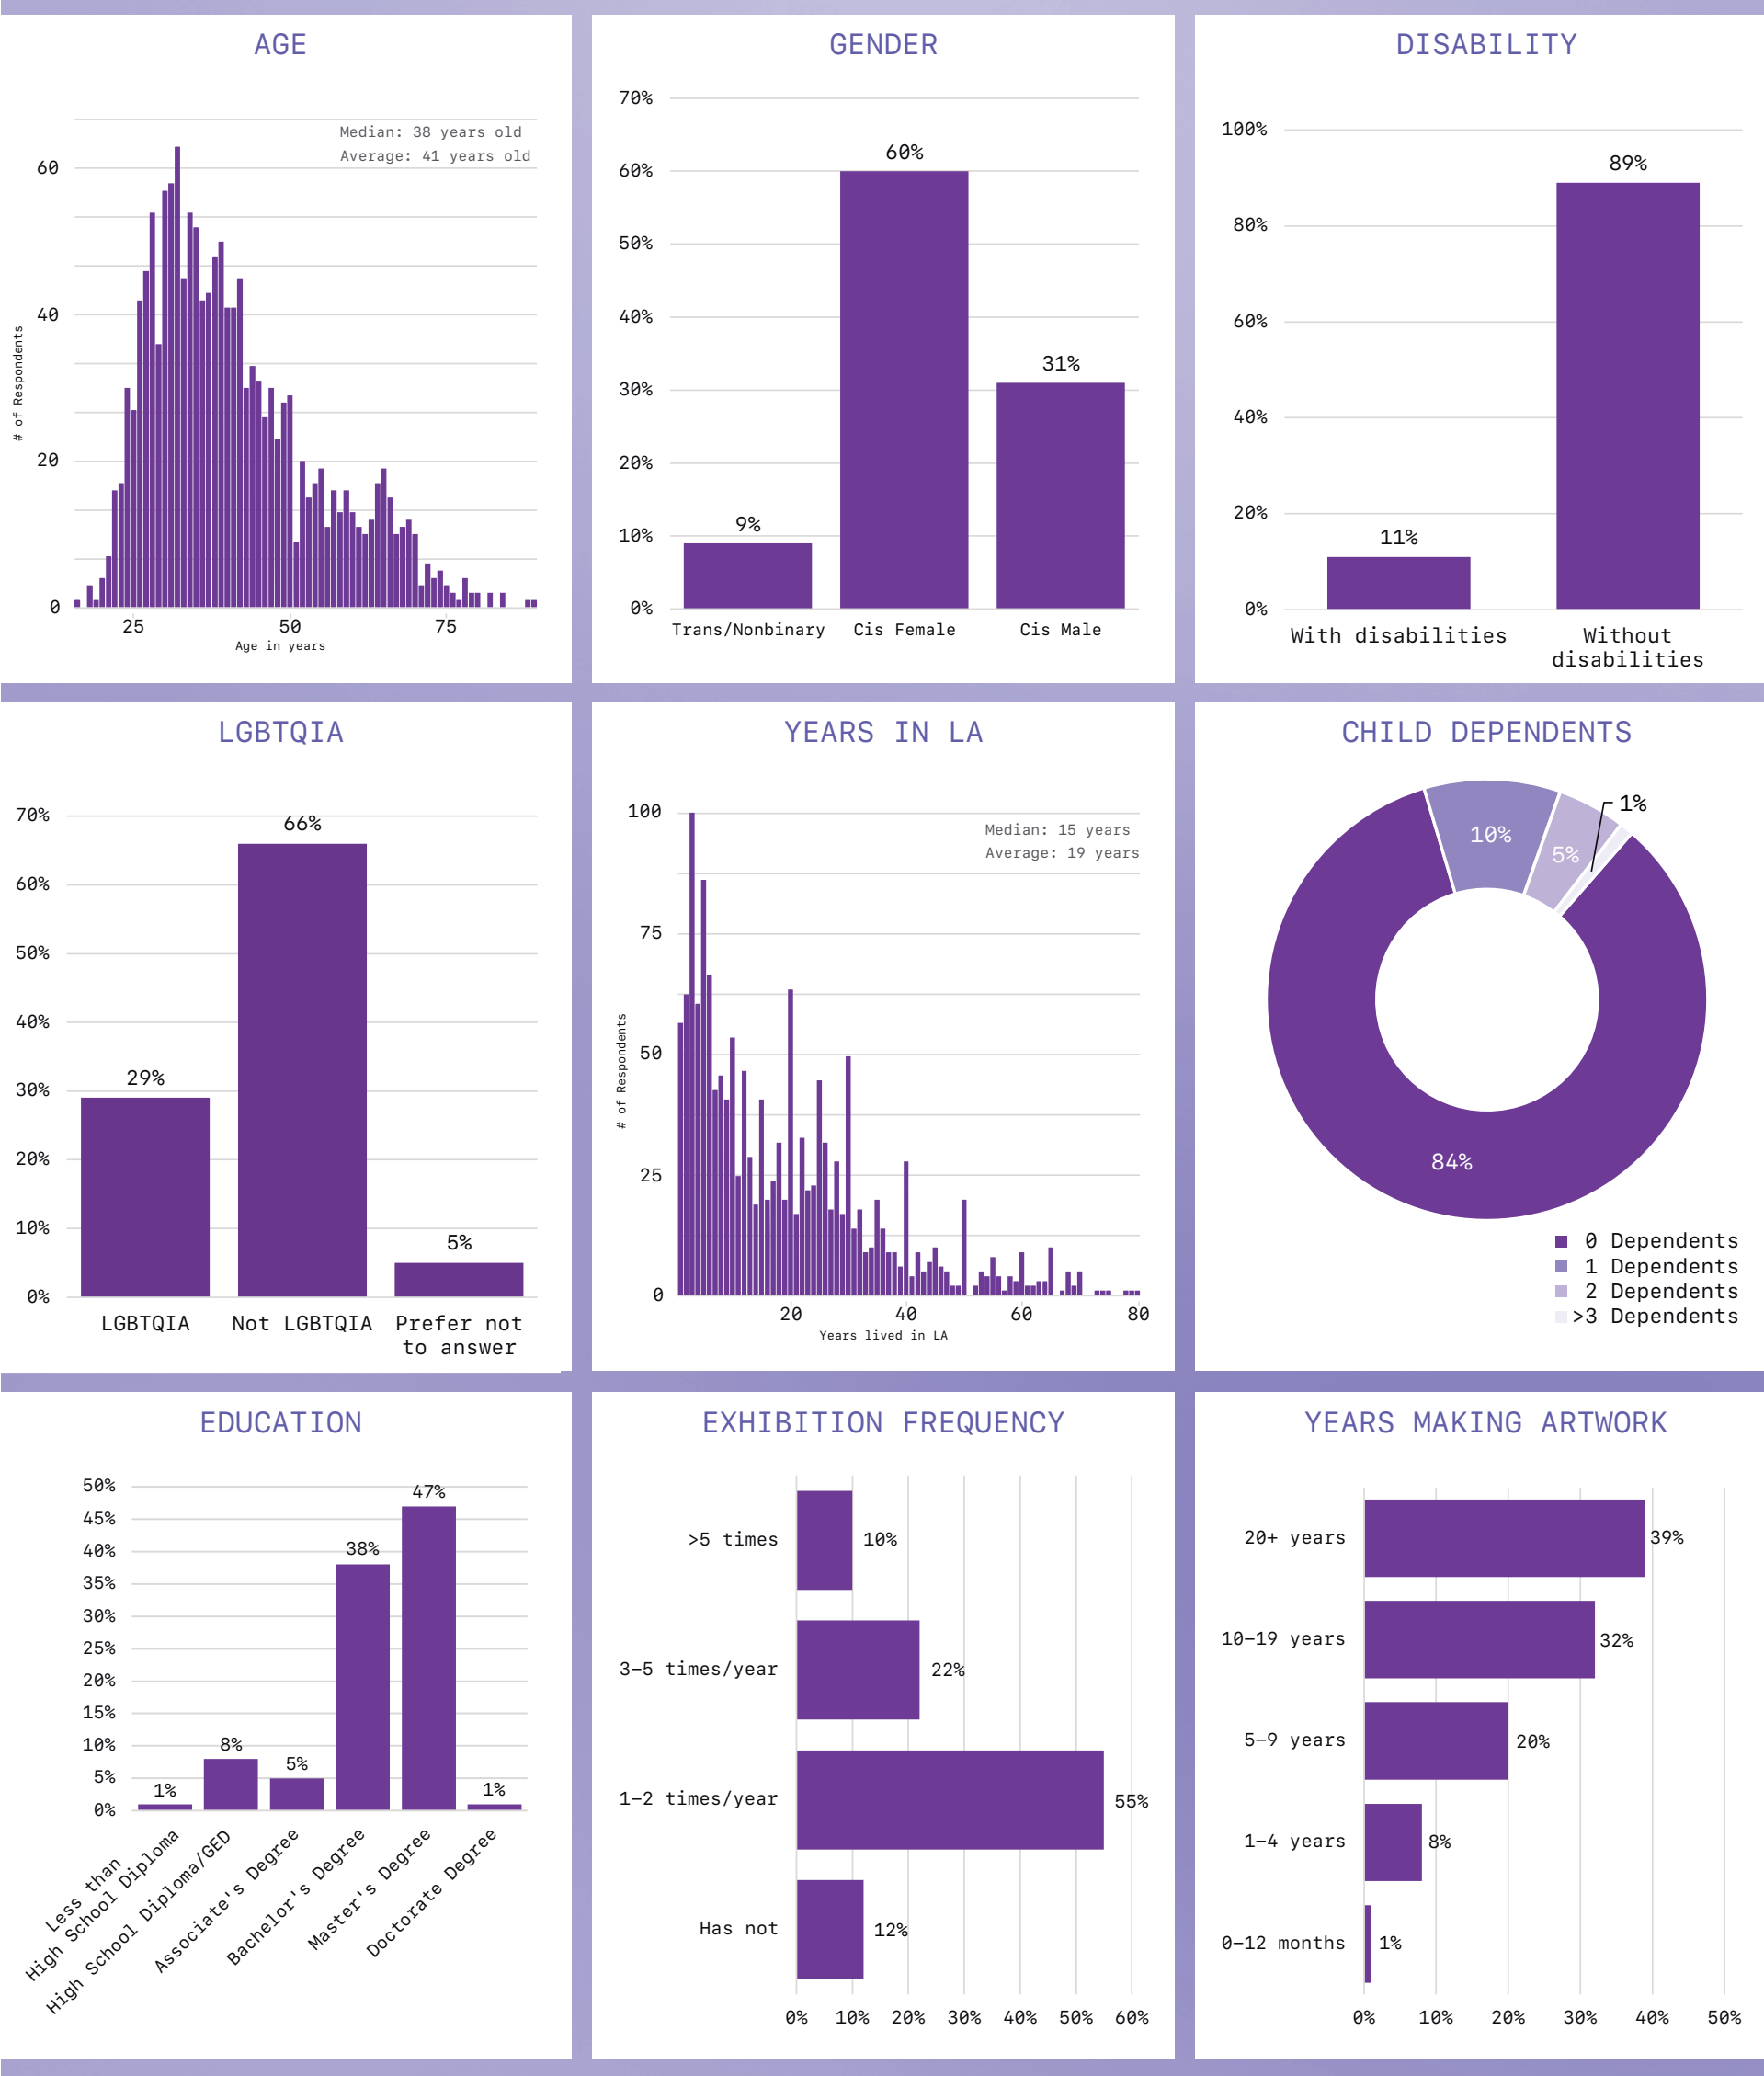 AGE
Median: 38 years old
Average: 41 years old
60
40
20
0
# of Respondents
25
50
75
Age in years
GENDER
70%
60%
50%
40%
30%
20%
10%
0%
9%
60%
31%
Trans/Nonbinary
Cis Female
Cis Male
DISABILITY
100%
80%
60%
40%
20%
0%
11%
89%
With disabilities
Without
disabilities
LGBTQIA
70%
60%
50%
40%
30%
20%
10%
0%
29%
66%
5%
LGBTQIA
Not LGBTQIA
Prefer not
to answer
YEARS IN LA
Median: 15 years
Average: 19 years
100
75
50
25
0
# of Respondents
20
40
60
80
Years lived in LA
CHILD DEPENDENTS
10%
5%
1%
84%
0 Dependents
1 Dependents
2 Dependents
>3 Dependents
EDUCATION
50%
45%
40%
35%
30%
25%
20%
15%
10%
5%
0%
1%
8%
5%
38%
47%
1%
Less than
High School Diploma
High School Diploma/GED
Associate's Degree
Bachelor's Degree
Master's Degree
Doctorate Degree
EXHIBITION FREQUENCY
>5 times
10%
3–5 times/year
22%
1–2 times/year
55%
Has not
12%
0%
10%
20%
30%
40%
50%
60%
YEARS MAKING ARTWORK
20+ years
39%
10–19 years
32%
5–9 years
20%
1–4 years
8%
0–12 months
1%
0%
10%
20%
30%
40%
50%